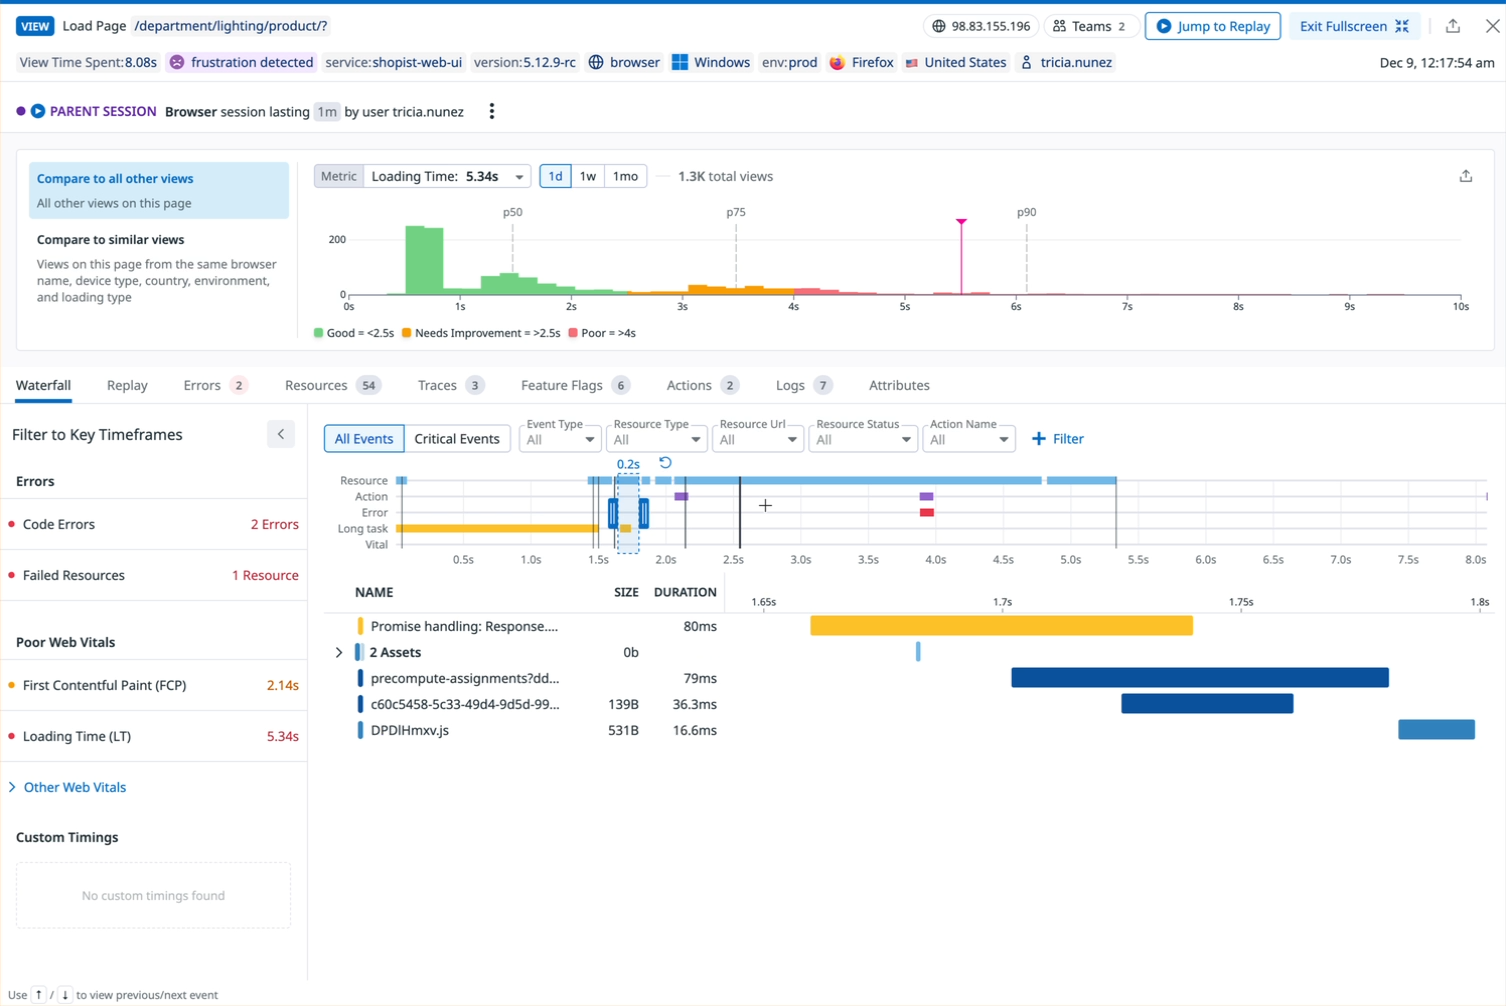 VIEW Load Page /department/lighting/product/? 98.83.155.196 Teams 2 Jump to Replay Exit Fullscreen
View Time Spent:8.08s frustration detected service:shopist-web-ui version:5.12.9-rc browser Windows env:prod Firefox United States tricia.nunez Dec 9, 12:17:54 am
PARENT SESSION Browser session lasting 1m by user tricia.nunez
Compare to all other views
All other views on this page
Compare to similar views
Views on this page from the same browser
name, device type, country, environment,
and loading type
Metric Loading Time: 5.34s 1d 1w 1mo 1.3K total views
p50 p75 p90
200
0
0s 1s 2s 3s 4s 5s 6s 7s 8s 9s 10s
Good = <2.5s Needs Improvement = >2.5s Poor = >4s
Waterfall Replay Errors 2 Resources 54 Traces 3 Feature Flags 6 Actions 2 Logs 7 Attributes
Filter to Key Timeframes
Errors
Code Errors 2 Errors
Failed Resources 1 Resource
Poor Web Vitals
First Contentful Paint (FCP) 2.14s
Loading Time (LT) 5.34s
Other Web Vitals
Custom Timings
No custom timings found
Use ↑ / ↓ to view previous/next event
All Events Critical Events Event Type All Resource Type All Resource Url All Resource Status All Action Name All + Filter
0.2s
Resource
Action
Error
Long task
Vital
0.5s 1.0s 1.5s 2.0s 2.5s 3.0s 3.5s 4.0s 4.5s 5.0s 5.5s 6.0s 6.5s 7.0s 7.5s 8.0s
NAME SIZE DURATION 1.65s 1.7s 1.75s 1.8s
Promise handling: Response.... 80ms
2 Assets 0b
precompute-assignments?dd... 79ms
c60c5458-5c33-49d4-9d5d-99... 139B 36.3ms
DPDlHmxv.js 531B 16.6ms